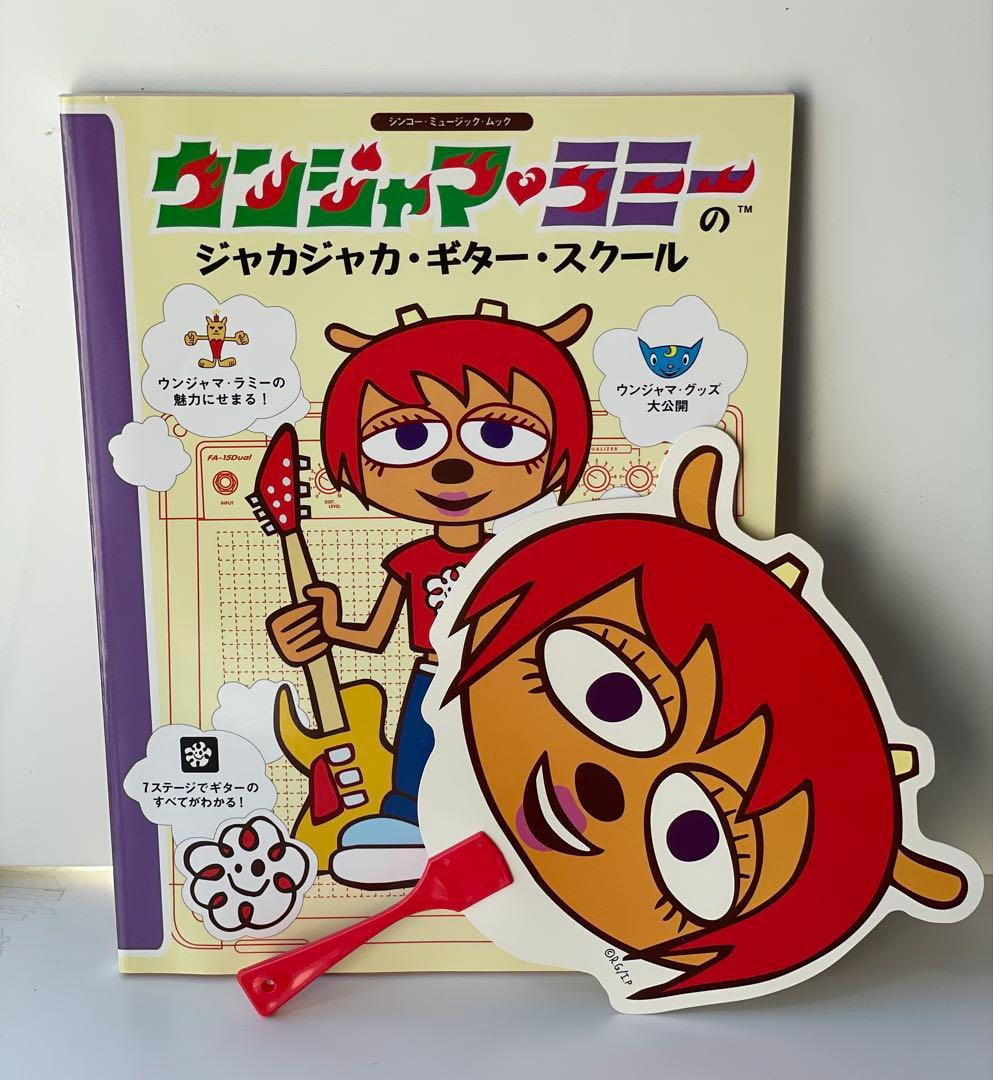 シンコー・ミュージック・ムック
ウンジャマ♥ラミーの™
ジャカジャカ・ギター・スクール
ウンジャマ・ラミーの
魅力にせまる！
ウンジャマ・グッズ
大公開
FA-15Dual
INPUT
DIST.
LEVEL
7ステージでギターの
すべてがわかる！
©R.G/I.P